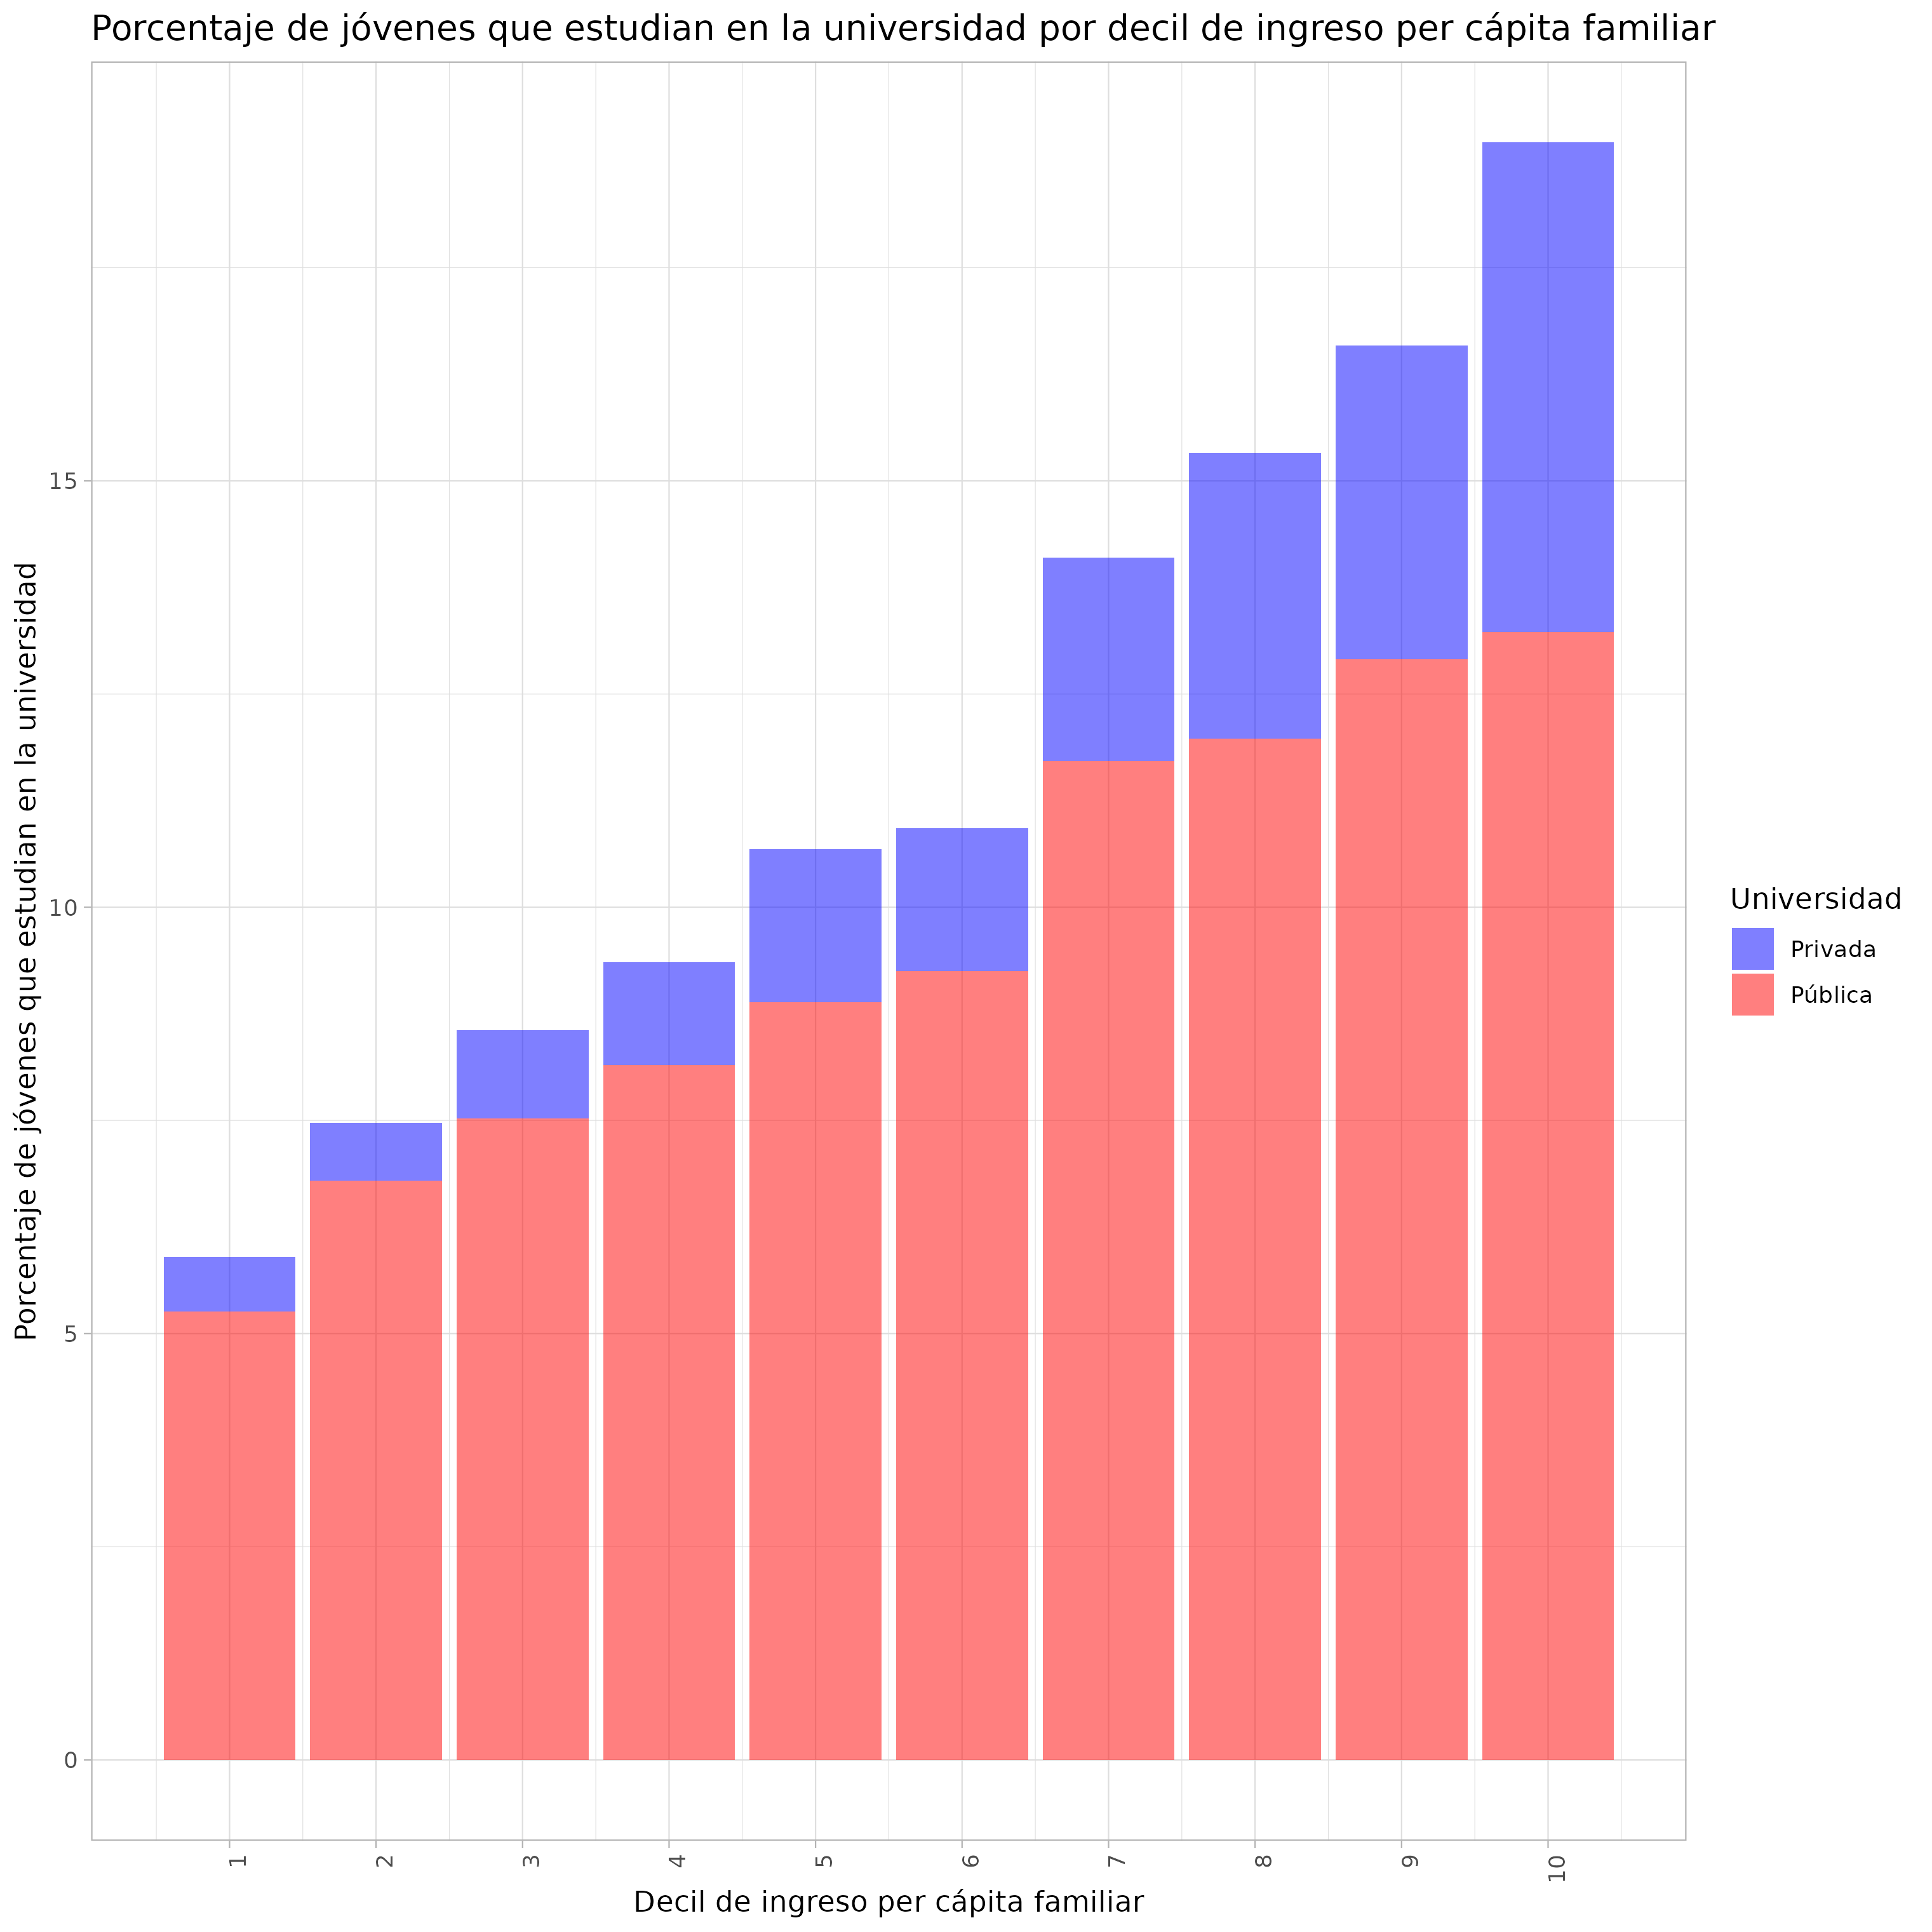 Porcentaje de jóvenes que estudian en la universidad por decil de ingreso per cápita familiar
Porcentaje de jóvenes que estudian en la universidad
15
10
5
0
1
2
3
4
5
6
7
8
9
10
Decil de ingreso per cápita familiar
Universidad
Privada
Pública